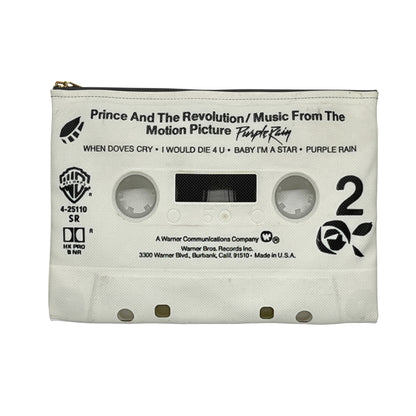 Prince And The Revolution/Music From The
Motion Picture Purple Rain
WHEN DOVES CRY • I WOULD DIE 4 U • BABY I'M A STAR • PURPLE RAIN
WB
R
4-25110
SR
2
R
HX PRO
B NR
A Warner Communications Company W ®
Warner Bros. Records Inc.
3300 Warner Blvd., Burbank, Calif. 91510 • Made in U.S.A.